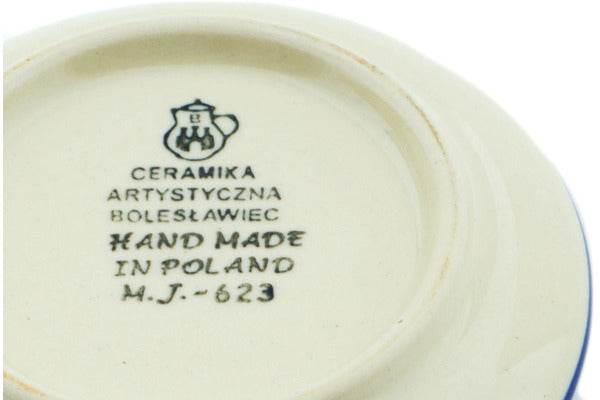 B
CERAMIKA
ARTYSTYCZNA
BOLESŁAWIEC
HAND MADE
IN POLAND
M.J.-623